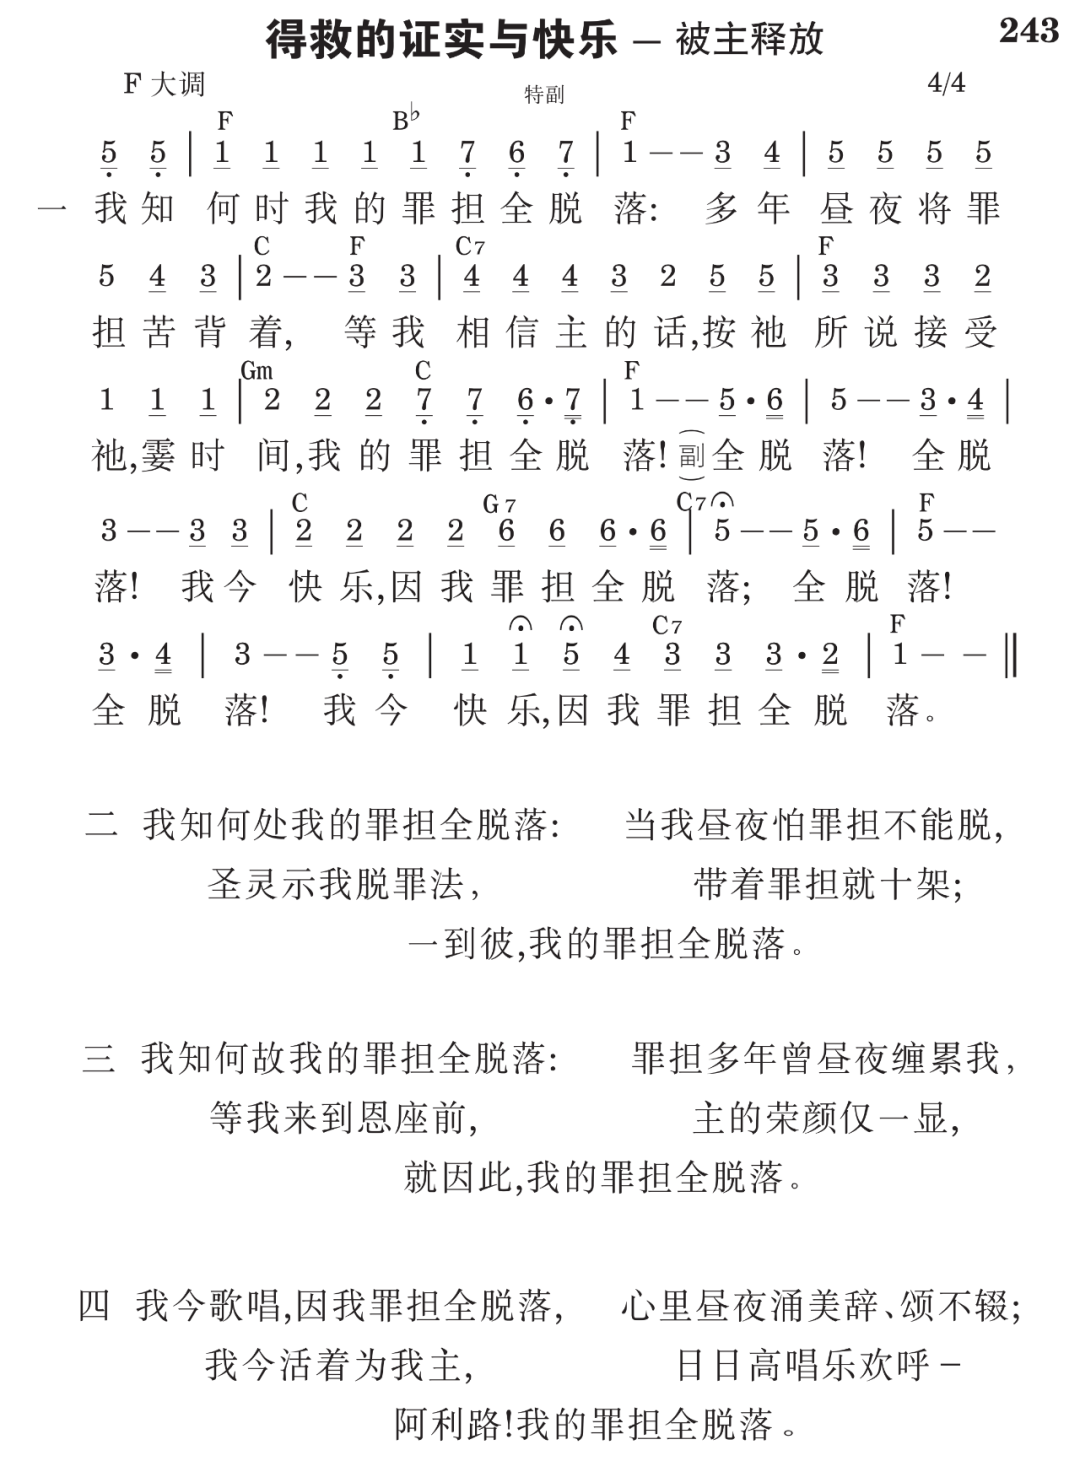 得救的证实与快乐 — 被主释放 243
F 大调 特副 4/4
F B♭ F
5 5 | 1 1 1 1 1 7 6 7 | 1 – – 3 4 | 5 5 5 5
一 我知 何时我的罪担全脱 落: 多年 昼夜将罪
C F C7 F
5 4 3 | 2 – – 3 3 | 4 4 4 3 2 5 5 | 3 3 3 2
担苦背 着, 等我 相信主的话,按祂 所说接受
Gm C F
1 1 1 | 2 2 2 7 7 6 · 7 | 1 – – 5 · 6 | 5 – – 3 · 4 |
祂,霎时 间,我的罪担全脱 落! (副) 全脱 落! 全脱
C G7 C7 F
3 – – 3 3 | 2 2 2 2 6 6 6 · 6 | 5 – – 5 · 6 | 5 – –
落! 我今 快乐,因我罪担全脱 落; 全脱 落!
C7 F
3 · 4 | 3 – – 5 5 | 1 1 5 4 3 3 3 · 2 | 1 – – ‖
全脱 落! 我今 快乐,因我罪担全脱 落。
二 我知何处我的罪担全脱落: 当我昼夜怕罪担不能脱,
圣灵示我脱罪法, 带着罪担就十架;
一到彼,我的罪担全脱落。
三 我知何故我的罪担全脱落: 罪担多年曾昼夜缠累我,
等我来到恩座前, 主的荣颜仅一显,
就因此,我的罪担全脱落。
四 我今歌唱,因我罪担全脱落, 心里昼夜涌美辞、颂不辍;
我今活着为我主, 日日高唱乐欢呼–
阿利路!我的罪担全脱落。